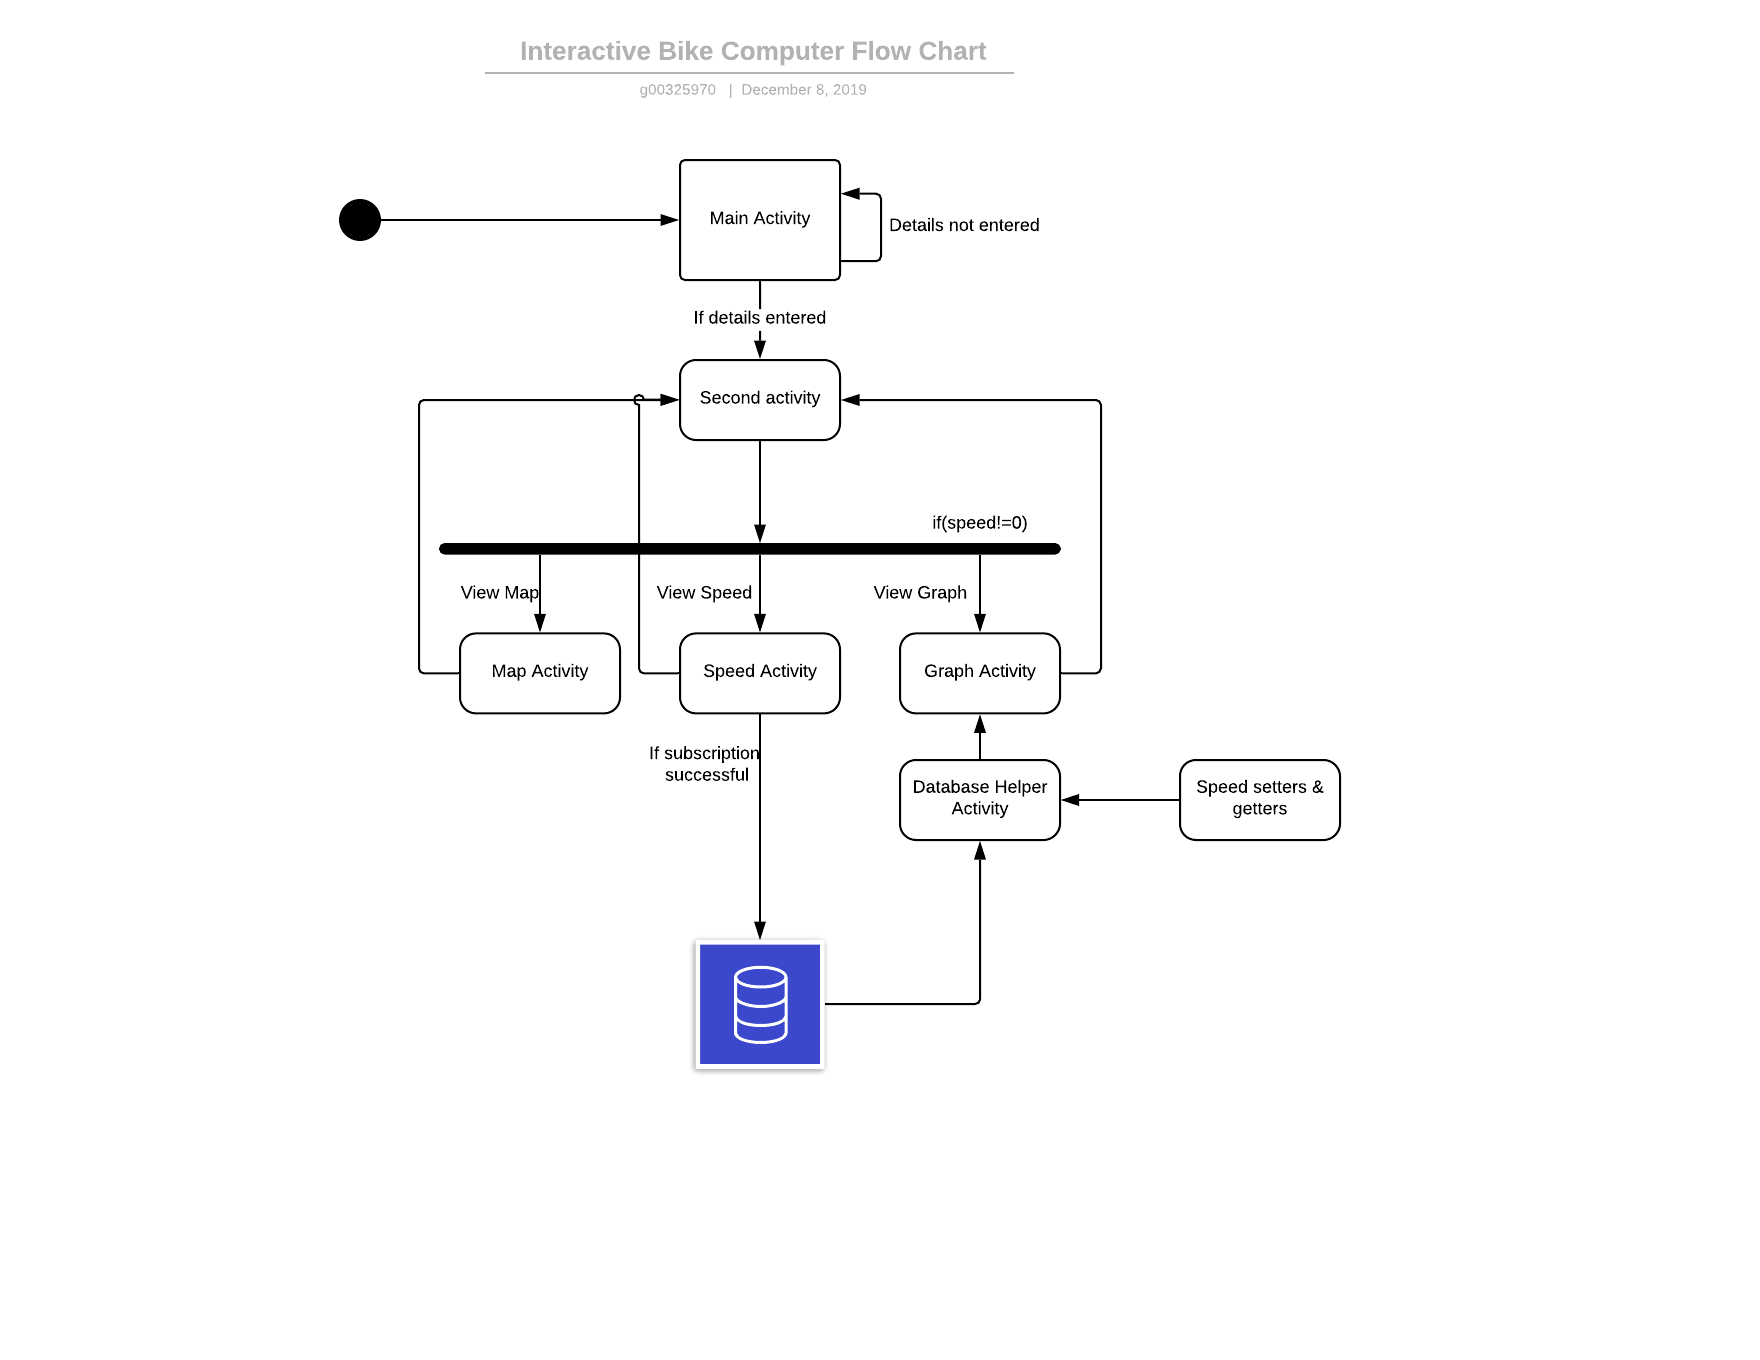 Interactive Bike Computer Flow Chart
g00325970 | December 8, 2019
Main Activity
Details not entered
If details entered
Second activity
if(speed!=0)
View Map
View Speed
View Graph
Map Activity
Speed Activity
Graph Activity
If subscription
successful
Database Helper
Activity
Speed setters &
getters